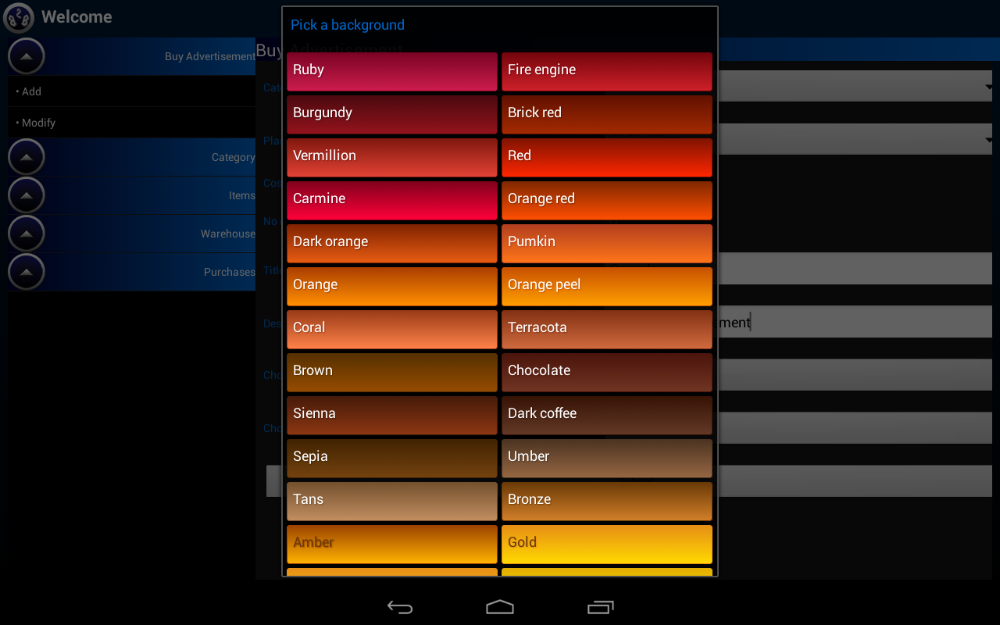 Welcome
Buy Advertisement
• Add
• Modify
Category
Items
Warehouse
Purchases
Pick a background
Buy Advertisement
Ruby
Fire engine
Burgundy
Brick red
Vermillion
Red
Carmine
Orange red
Dark orange
Pumkin
Orange
Orange peel
Coral
Terracota
Brown
Chocolate
Sienna
Dark coffee
Sepia
Umber
Tans
Bronze
Amber
Gold